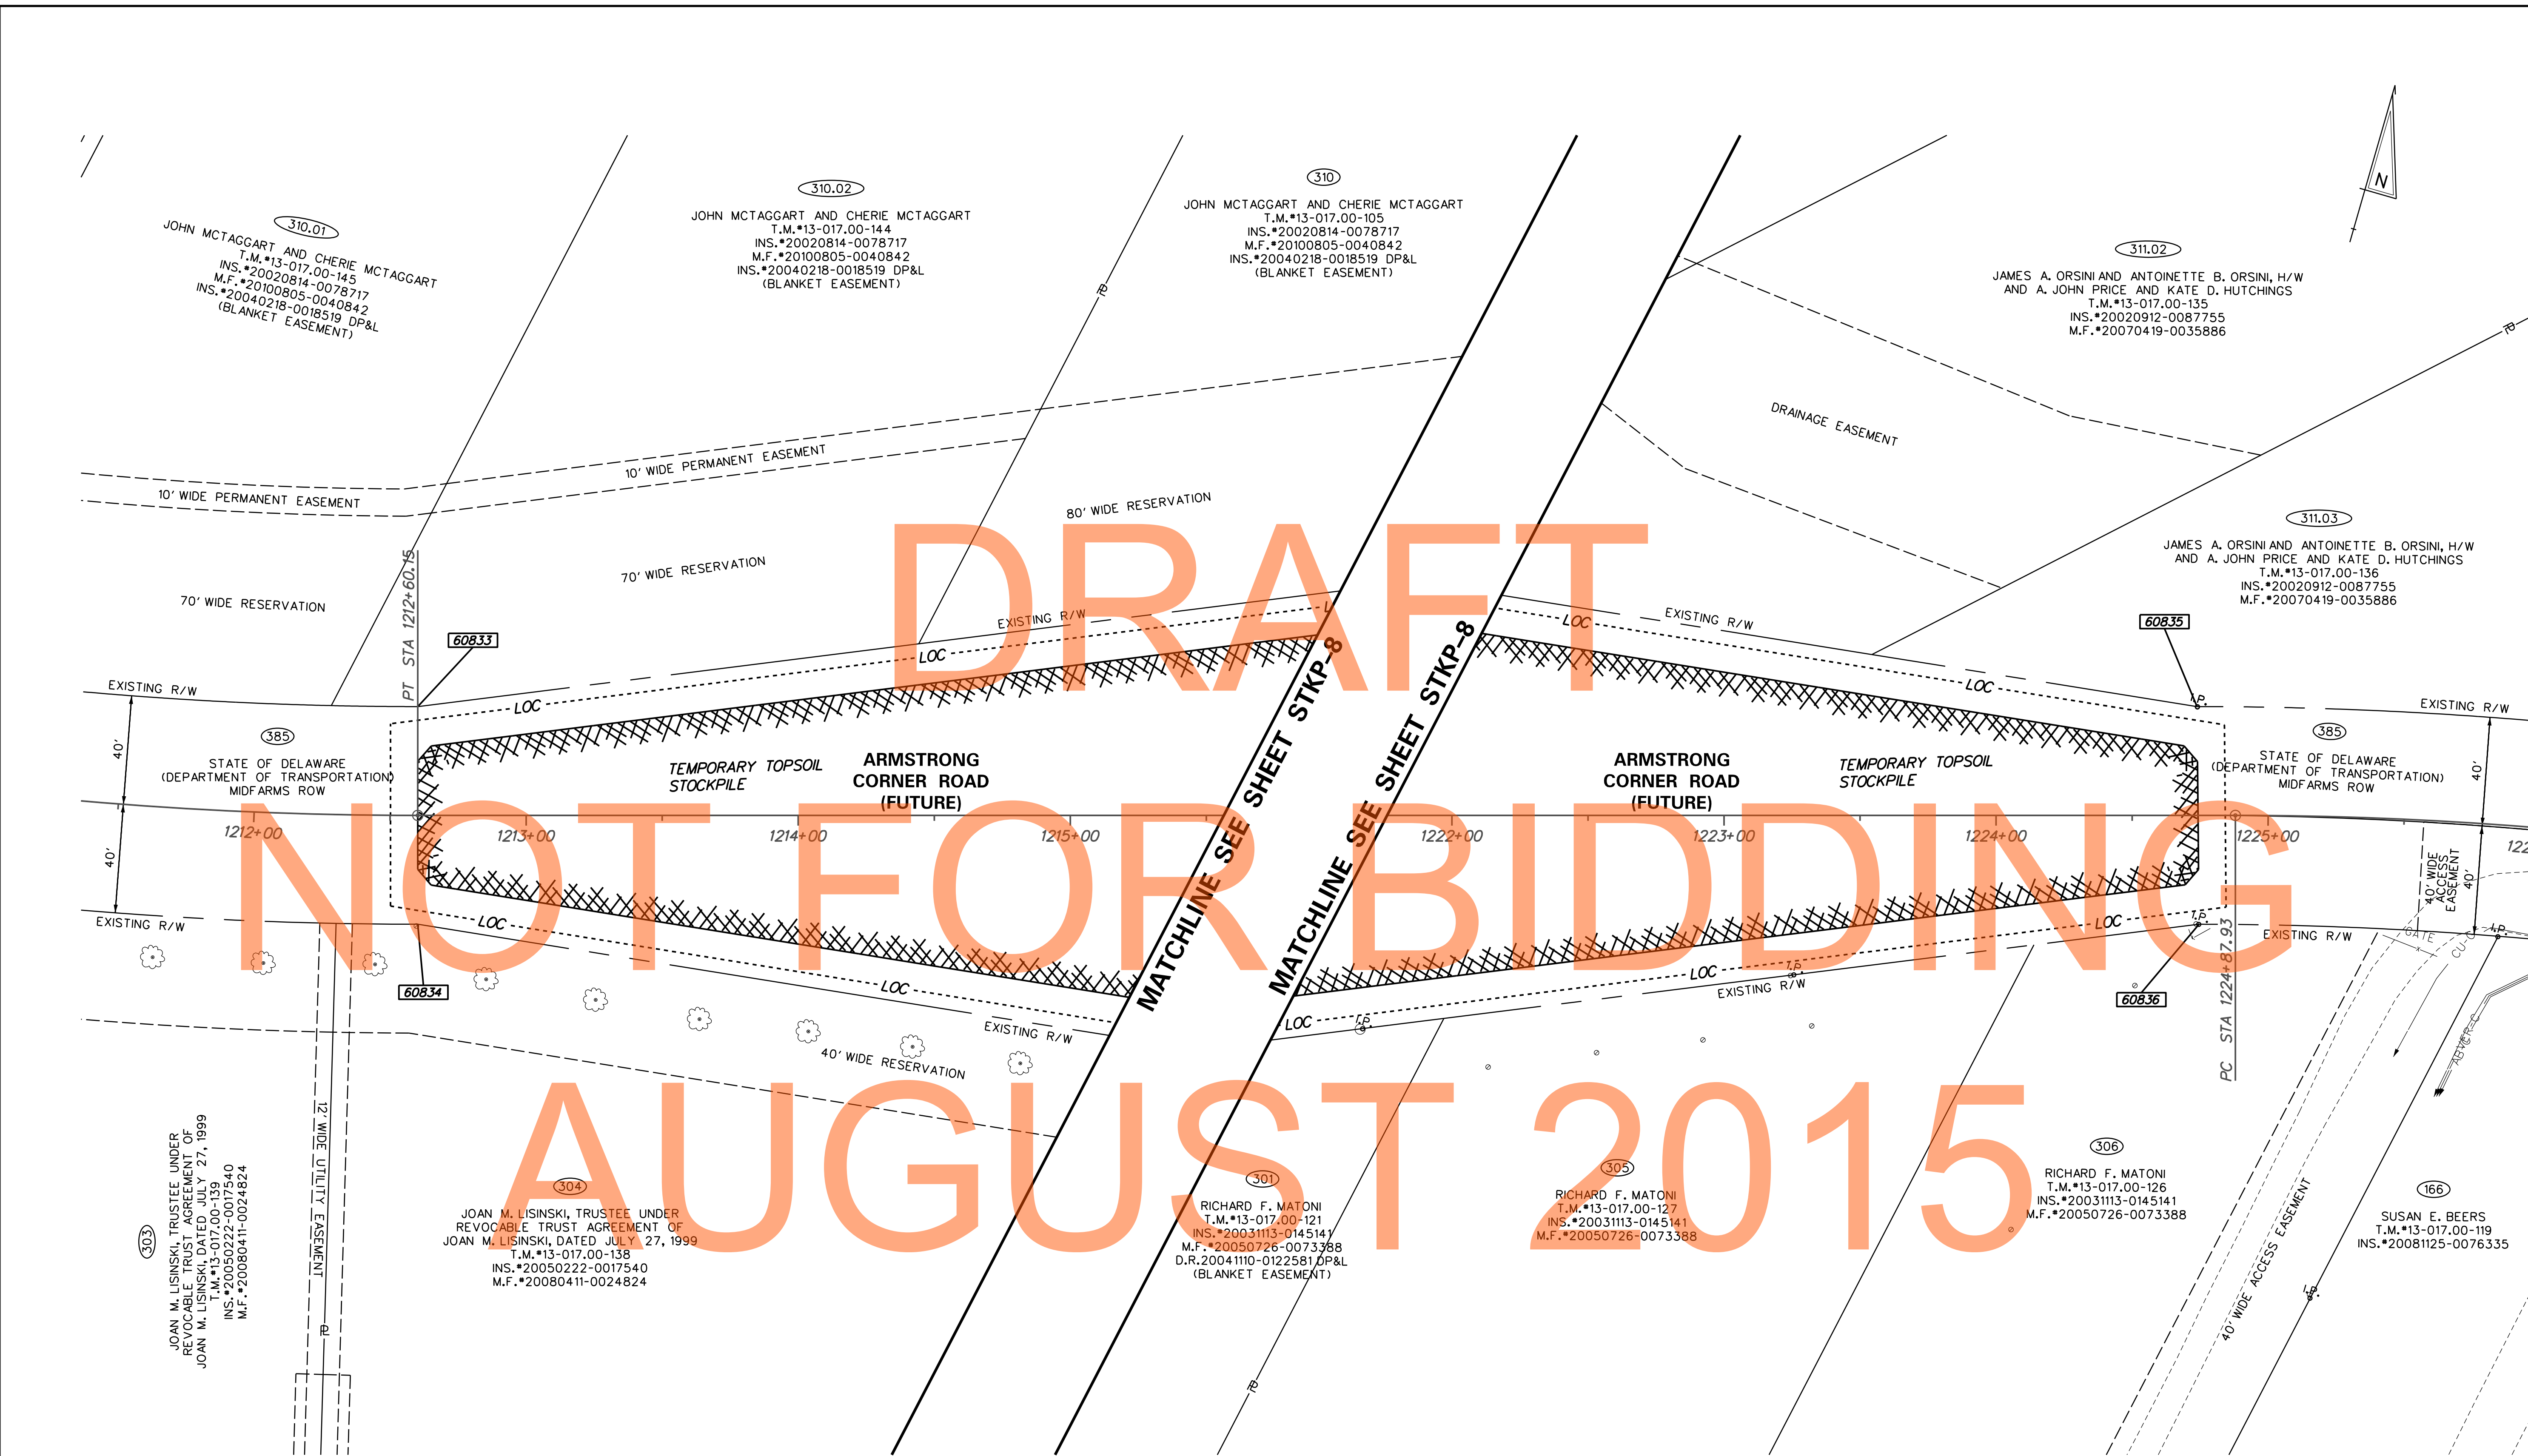 310.01
JOHN MCTAGGART AND CHERIE MCTAGGART
T.M.#13-017.00-145
INS.#20020814-0078717
M.F.#20100805-0040842
INS.#20040218-0018519 DP&L
(BLANKET EASEMENT)
310.02
JOHN MCTAGGART AND CHERIE MCTAGGART
T.M.#13-017.00-144
INS.#20020814-0078717
M.F.#20100805-0040842
INS.#20040218-0018519 DP&L
(BLANKET EASEMENT)
310
JOHN MCTAGGART AND CHERIE MCTAGGART
T.M.#13-017.00-105
INS.#20020814-0078717
M.F.#20100805-0040842
INS.#20040218-0018519 DP&L
(BLANKET EASEMENT)
311.02
JAMES A. ORSINI AND ANTOINETTE B. ORSINI, H/W
AND A. JOHN PRICE AND KATE D. HUTCHINGS
T.M.#13-017.00-135
INS.#20020912-0087755
M.F.#20070419-0035886
N
DRAINAGE EASEMENT
10' WIDE PERMANENT EASEMENT
10' WIDE PERMANENT EASEMENT
80' WIDE RESERVATION
70' WIDE RESERVATION
70' WIDE RESERVATION
311.03
JAMES A. ORSINI AND ANTOINETTE B. ORSINI, H/W
AND A. JOHN PRICE AND KATE D. HUTCHINGS
T.M.#13-017.00-136
INS.#20020912-0087755
M.F.#20070419-0035886
DRAFT
PT STA 1212+60.15
60833
60835
EXISTING R/W
EXISTING R/W
EXISTING R/W
EXISTING R/W
LOC
LOC
LOC
LOC
I.P.
40'
385
STATE OF DELAWARE
(DEPARTMENT OF TRANSPORTATION)
MIDFARMS ROW
TEMPORARY TOPSOIL
STOCKPILE
ARMSTRONG
CORNER ROAD
(FUTURE)
MATCHLINE SEE SHEET STKP-8
MATCHLINE SEE SHEET STKP-8
ARMSTRONG
CORNER ROAD
(FUTURE)
TEMPORARY TOPSOIL
STOCKPILE
385
STATE OF DELAWARE
(DEPARTMENT OF TRANSPORTATION)
MIDFARMS ROW
40'
1212+00
1213+00
1214+00
1215+00
1222+00
1223+00
1224+00
1225+00
122
NOT FOR BIDDING
40'
40'
40' WIDE
ACCESS
EASEMENT
EXISTING R/W
LOC
LOC
60834
EXISTING R/W
40' WIDE RESERVATION
LOC
LOC
LOC
I.P.
I.P.
I.P.
I.P.
EXISTING R/W
EXISTING R/W
60836
PC STA 1224+87.93
GATE
AUGUST 2015
303
JOAN M. LISINSKI, TRUSTEE UNDER
REVOCABLE TRUST AGREEMENT OF
JOAN M. LISINSKI, DATED JULY 27, 1999
T.M.#13-017.00-139
INS.#20050222-0017540
M.F.#20080411-0024824
12' WIDE UTILITY EASEMENT
304
JOAN M. LISINSKI, TRUSTEE UNDER
REVOCABLE TRUST AGREEMENT OF
JOAN M. LISINSKI, DATED JULY 27, 1999
T.M.#13-017.00-138
INS.#20050222-0017540
M.F.#20080411-0024824
301
RICHARD F. MATONI
T.M.#13-017.00-121
INS.#20031113-0145141
M.F.#20050726-0073388
D.R.20041110-0122581 DP&L
(BLANKET EASEMENT)
305
RICHARD F. MATONI
T.M.#13-017.00-127
INS.#20031113-0145141
M.F.#20050726-0073388
306
RICHARD F. MATONI
T.M.#13-017.00-126
INS.#20031113-0145141
M.F.#20050726-0073388
40' WIDE ACCESS EASEMENT
I.P.
166
SUSAN E. BEERS
T.M.#13-017.00-119
INS.#20081125-0076335